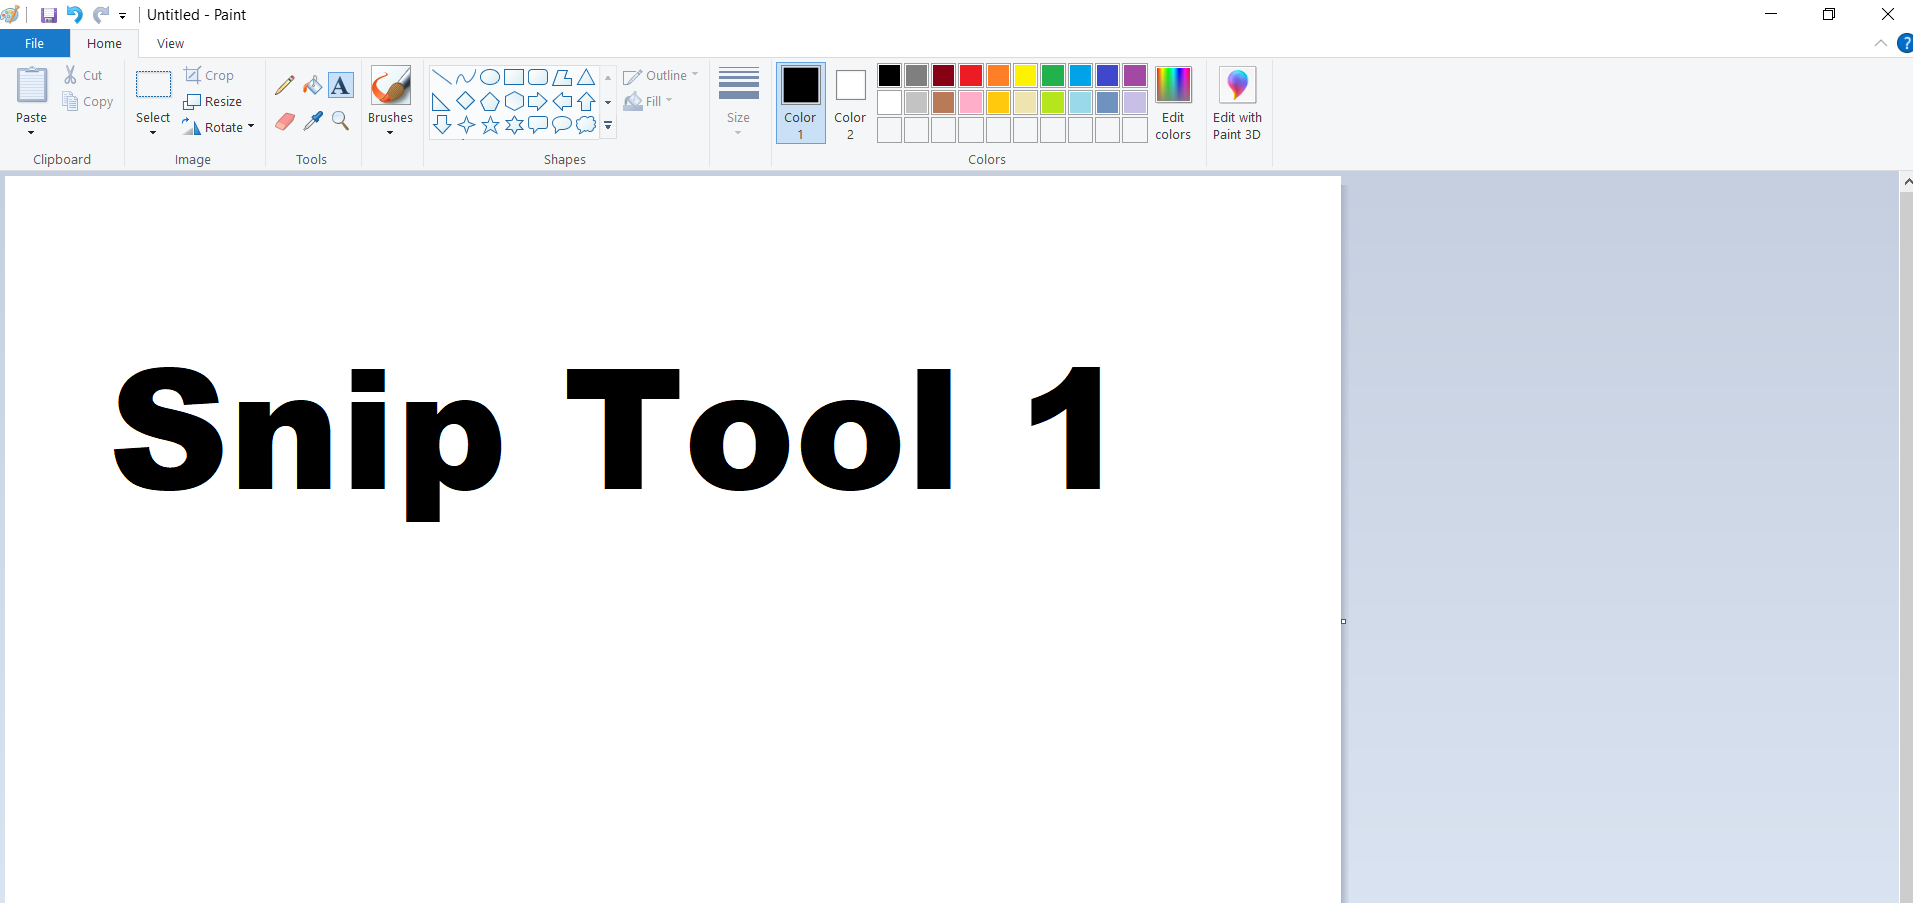 Untitled - Paint
File Home View
Paste
Cut
Copy
Clipboard
Select
Crop
Resize
Rotate
Image
A
Tools
Brushes
Shapes
Outline
Fill
Size
Color 1
Color 2
Edit colors
Colors
Edit with Paint 3D
?
Snip Tool 1